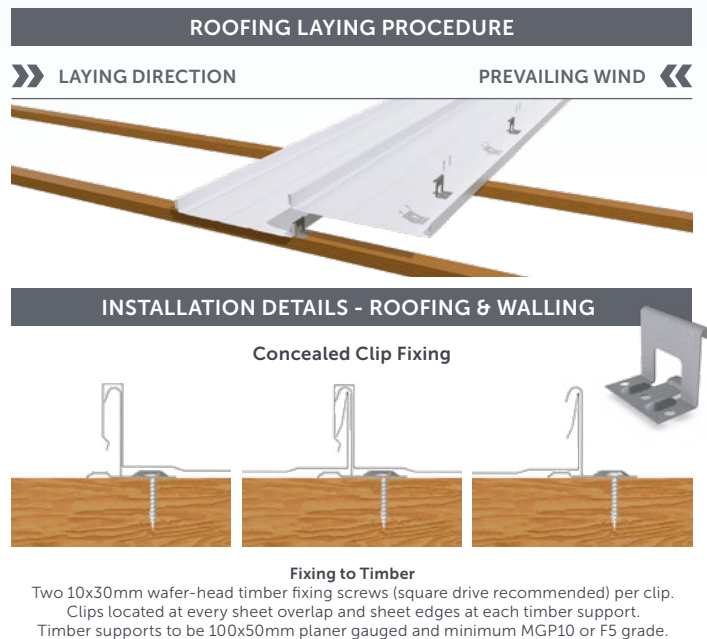 ROOFING LAYING PROCEDURE
LAYING DIRECTION
PREVAILING WIND
INSTALLATION DETAILS - ROOFING & WALLING
Concealed Clip Fixing
Fixing to Timber
Two 10x30mm wafer-head timber fixing screws (square drive recommended) per clip.
Clips located at every sheet overlap and sheet edges at each timber support.
Timber supports to be 100x50mm planer gauged and minimum MGP10 or F5 grade.